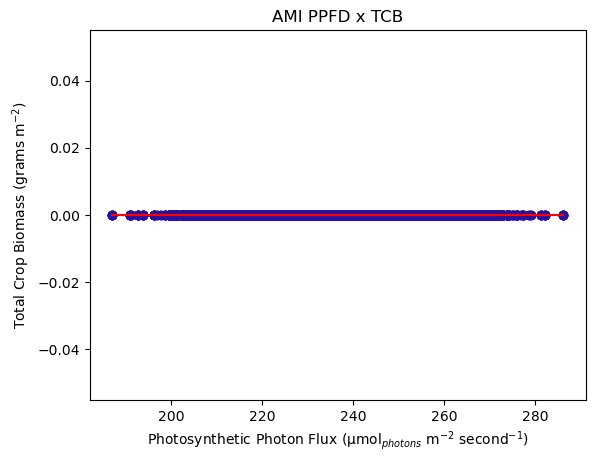 AMI PPFD x TCB
0.04
0.02
0.00
−0.02
−0.04
Total Crop Biomass (grams m⁻²)
200 220 240 260 280
Photosynthetic Photon Flux (μmol_photons m⁻² second⁻¹)